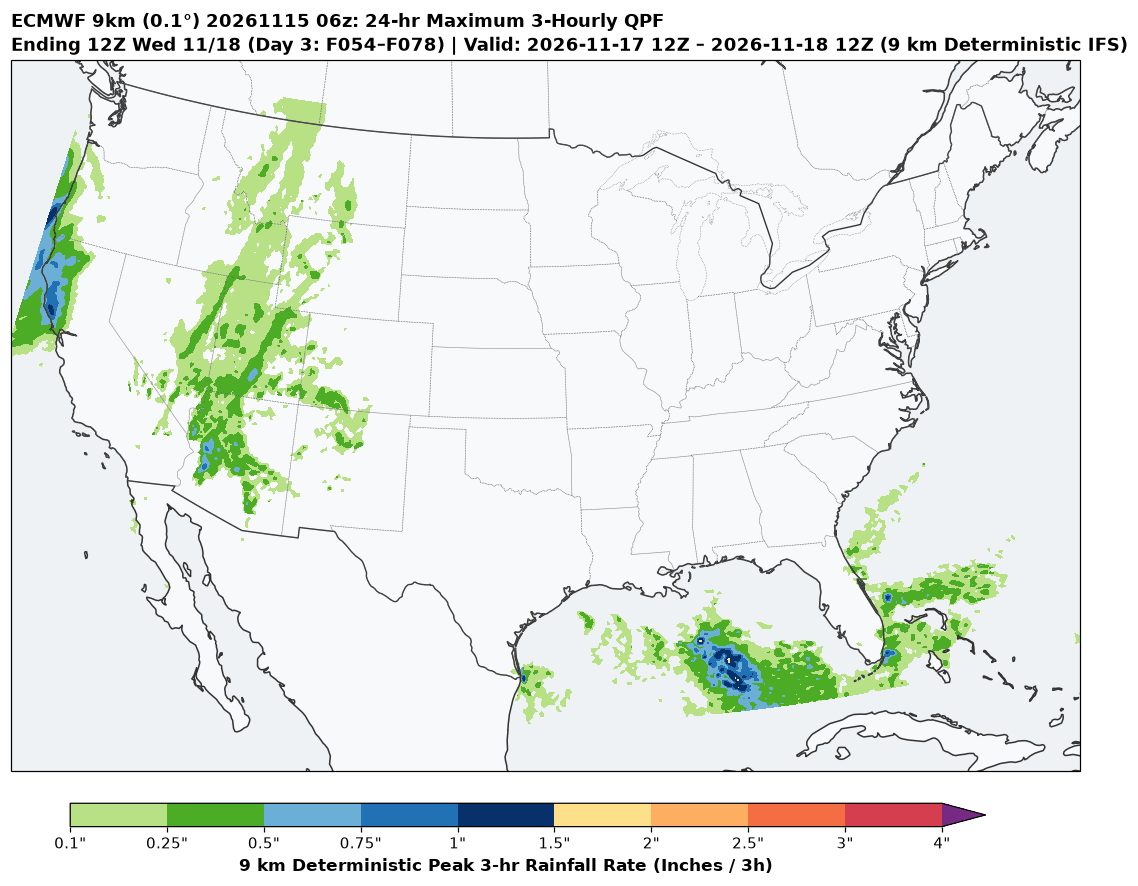 ECMWF 9km (0.1°) 20261115 06z: 24-hr Maximum 3-Hourly QPF
Ending 12Z Wed 11/18 (Day 3: F054–F078) | Valid: 2026-11-17 12Z – 2026-11-18 12Z (9 km Deterministic IFS)
0.1" 0.25" 0.5" 0.75" 1" 1.5" 2" 2.5" 3" 4"
9 km Deterministic Peak 3-hr Rainfall Rate (Inches / 3h)